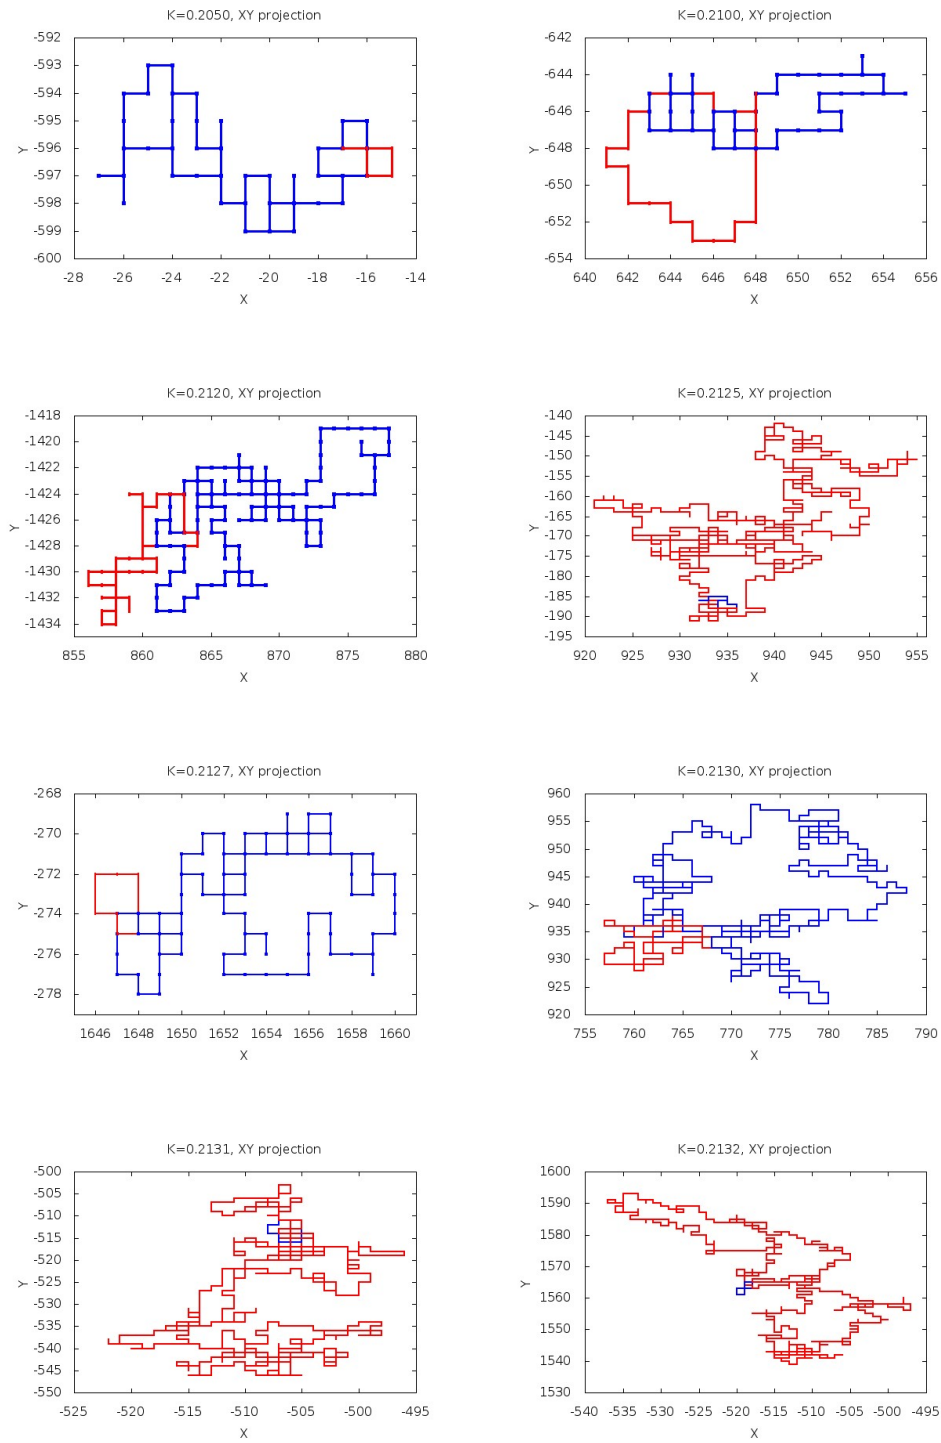 K=0.2050, XY projection
-592
-593
-594
-595
-596
-597
-598
-599
-600
Y
-28 -26 -24 -22 -20 -18 -16 -14
X
K=0.2100, XY projection
-642
-644
-646
-648
-650
-652
-654
Y
640 642 644 646 648 650 652 654 656
X
K=0.2120, XY projection
-1418
-1420
-1422
-1424
-1426
-1428
-1430
-1432
-1434
Y
855 860 865 870 875 880
X
K=0.2125, XY projection
-140
-145
-150
-155
-160
-165
-170
-175
-180
-185
-190
-195
Y
920 925 930 935 940 945 950 955
X
K=0.2127, XY projection
-268
-270
-272
-274
-276
-278
Y
1646 1648 1650 1652 1654 1656 1658 1660
X
K=0.2130, XY projection
960
955
950
945
940
935
930
925
920
Y
755 760 765 770 775 780 785 790
X
K=0.2131, XY projection
-500
-505
-510
-515
-520
-525
-530
-535
-540
-545
-550
Y
-525 -520 -515 -510 -505 -500 -495
X
K=0.2132, XY projection
1600
1590
1580
1570
1560
1550
1540
1530
Y
-540 -535 -530 -525 -520 -515 -510 -505 -500 -495
X